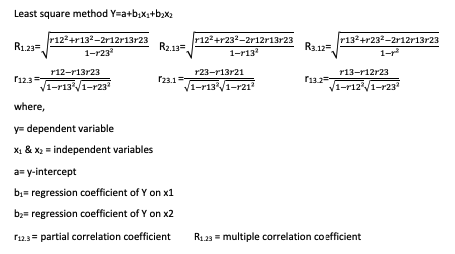 Least square method Y=a+b₁x₁+b₂x₂
R₁.₂₃=√(r12²+r13²−2r12r13r23 / 1−r23²) R₂.₁₃=√(r12²+r23²−2r12r13r23 / 1−r13²) R₃.₁₂=√(r13²+r23²−2r12r13r23 / 1−r²)
r₁₂.₃=r12−r13r23 / √1−r13²√1−r23² r₂₃.₁=r23−r13r21 / √1−r13²√1−r21² r₁₃.₂=r13−r12r23 / √1−r12²√1−r23²
where,
y= dependent variable
X₁ & X₂ = independent variables
a= y-intercept
b₁= regression coefficient of Y on x1
b₂= regression coefficient of Y on x2
r₁₂.₃ = partial correlation coefficient R₁.₂₃ = multiple correlation coefficient